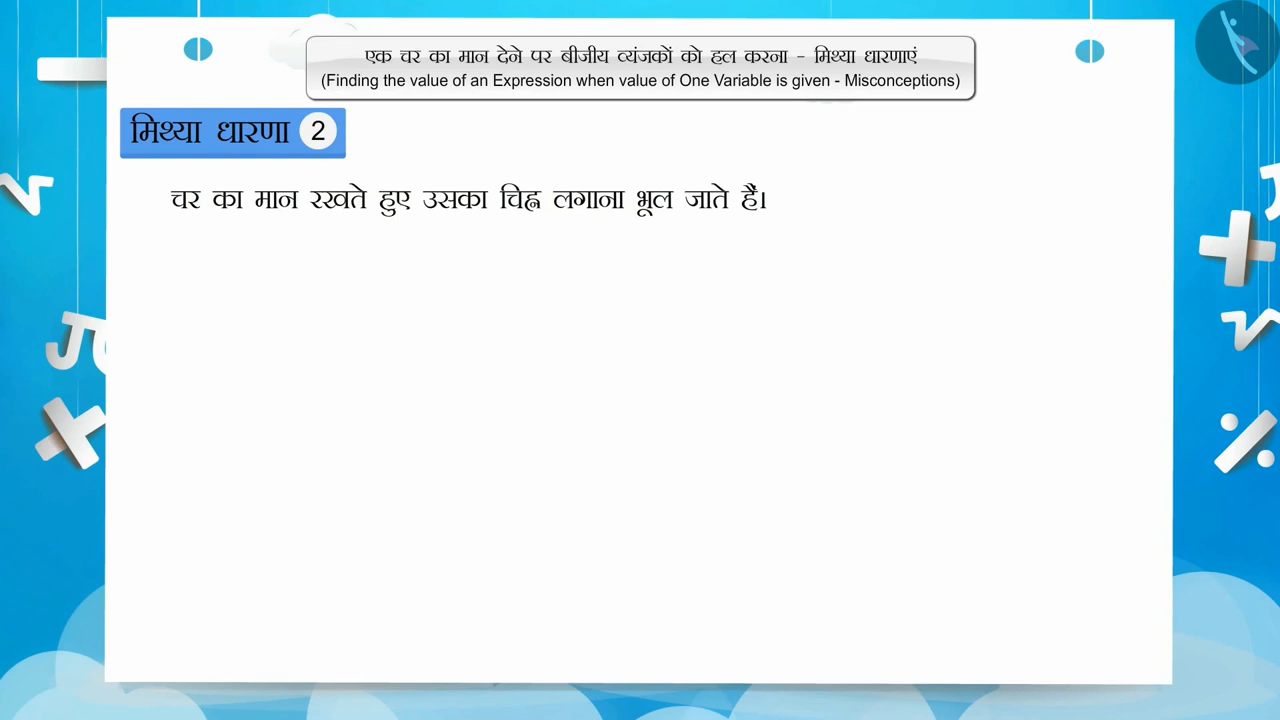 एक चर का मान देने पर बीजीय व्यंजकों को हल करना - मिथ्या धारणाएं
(Finding the value of an Expression when value of One Variable is given - Misconceptions)
मिथ्या धारणा 2
चर का मान रखते हुए उसका चिह्न लगाना भूल जाते हैं।